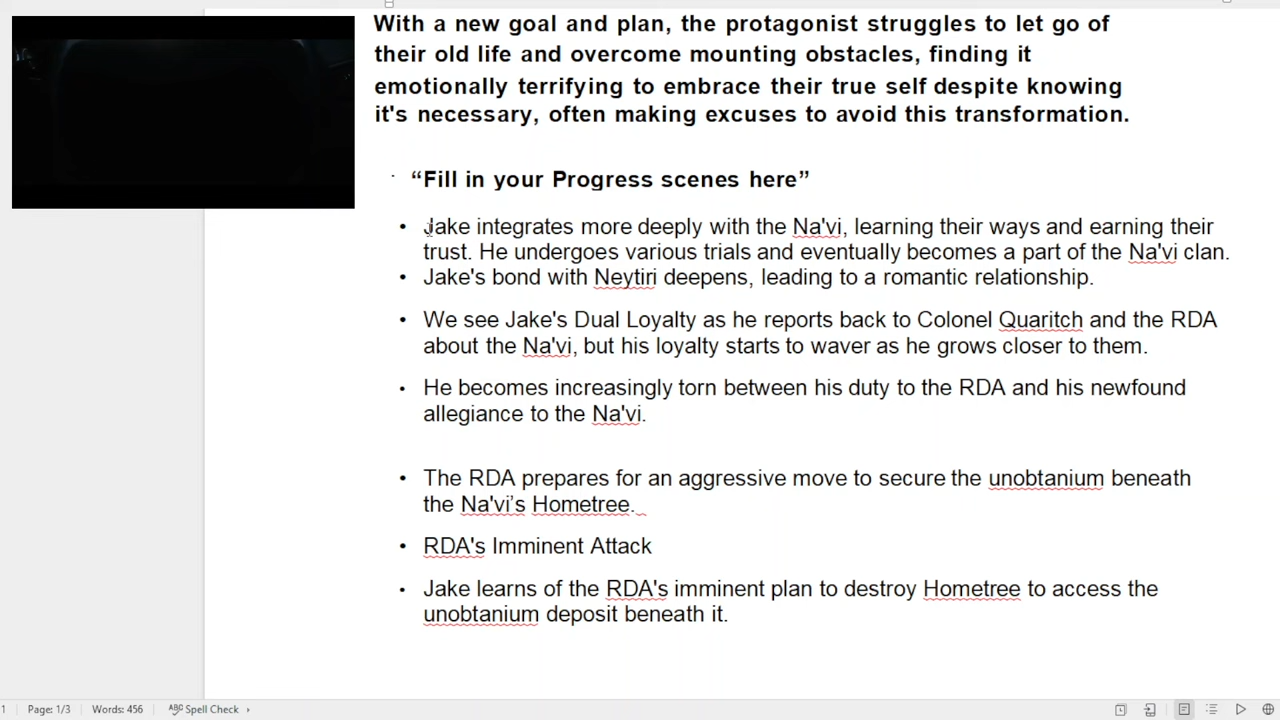 With a new goal and plan, the protagonist struggles to let go of
their old life and overcome mounting obstacles, finding it
emotionally terrifying to embrace their true self despite knowing
it's necessary, often making excuses to avoid this transformation.
“Fill in your Progress scenes here”
• Jake integrates more deeply with the Na'vi, learning their ways and earning their
trust. He undergoes various trials and eventually becomes a part of the Na'vi clan.
• Jake's bond with Neytiri deepens, leading to a romantic relationship.
• We see Jake's Dual Loyalty as he reports back to Colonel Quaritch and the RDA
about the Na'vi, but his loyalty starts to waver as he grows closer to them.
• He becomes increasingly torn between his duty to the RDA and his newfound
allegiance to the Na'vi.
• The RDA prepares for an aggressive move to secure the unobtanium beneath
the Na'vi’s Hometree.
• RDA's Imminent Attack
• Jake learns of the RDA's imminent plan to destroy Hometree to access the
unobtanium deposit beneath it.
1 Page: 1/3 Words: 456 ABC Spell Check